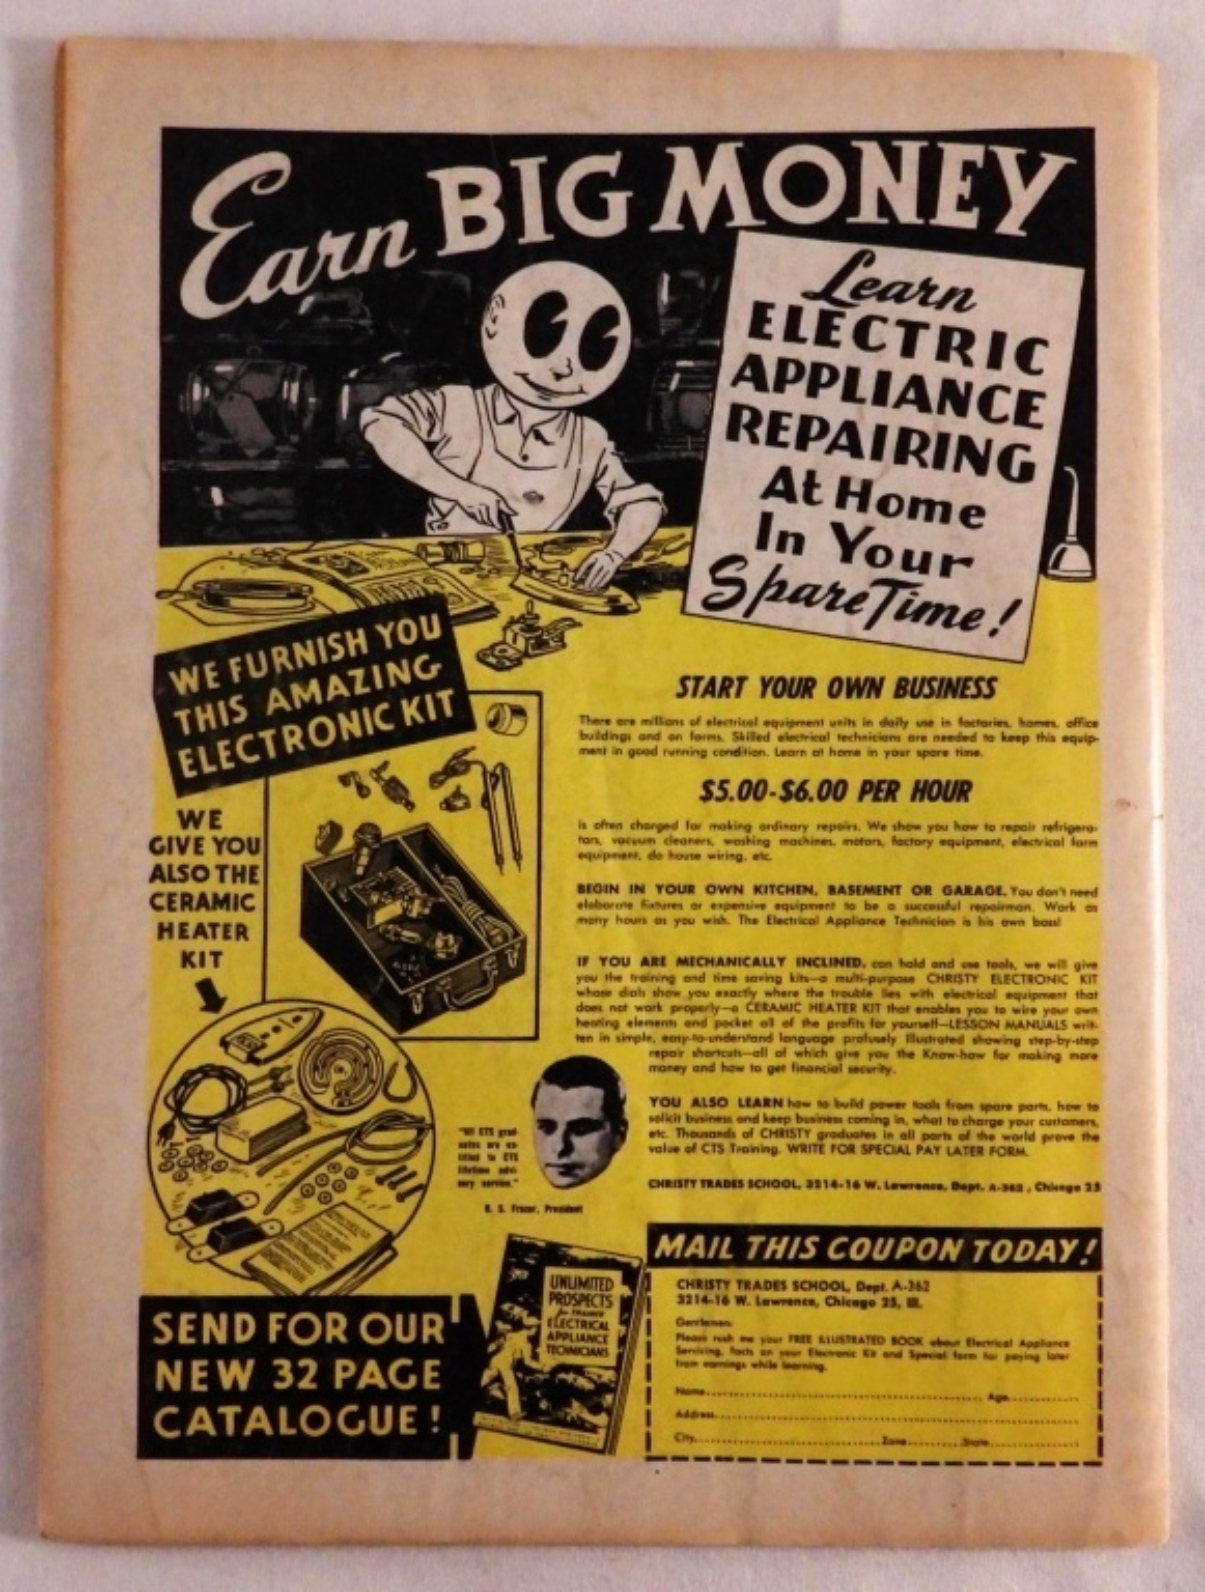 Earn BIG MONEY
Learn
ELECTRIC
APPLIANCE
REPAIRING
At Home
In Your
Spare Time!
WE FURNISH YOU
THIS AMAZING
ELECTRONIC KIT
WE
GIVE YOU
ALSO THE
CERAMIC
HEATER
KIT
START YOUR OWN BUSINESS
There are millions of electrical equipment units in daily use in factories, homes, office
buildings and on farms. Skilled electrical technicians are needed to keep this equip-
ment in good running condition. Learn at home in your spare time.
$5.00-$6.00 PER HOUR
is often charged for making ordinary repairs. We show you how to repair refrigera-
tors, vacuum cleaners, washing machines, motors, factory equipment, electrical farm
equipment, do house wiring, etc.
BEGIN IN YOUR OWN KITCHEN, BASEMENT OR GARAGE. You don't need
elaborate fixtures or expensive equipment to be a successful repairman. Work as
many hours as you wish. The Electrical Appliance Technician is his own boss!
IF YOU ARE MECHANICALLY INCLINED, can hold and use tools, we will give
you the training and time saving kits—a multi-purpose CHRISTY ELECTRONIC KIT
whose dials show you exactly where the trouble lies with electrical equipment that
does not work properly—a CERAMIC HEATER KIT that enables you to wire your own
heating elements and pocket all of the profits for yourself—LESSON MANUALS writ-
ten in simple, easy-to-understand language profusely illustrated showing step-by-step
repair shortcuts—all of which give you the Know-how for making more
money and how to get financial security.
YOU ALSO LEARN how to build power tools from spare parts, how to
solicit business and keep business coming in, what to charge your customers,
etc. Thousands of CHRISTY graduates in all parts of the world prove the
value of CTS Training. WRITE FOR SPECIAL PAY LATER FORM.
CHRISTY TRADES SCHOOL, 3214-16 W. Lawrence, Dept. A-362, Chicago 25
"All CTS grad-
uates are en-
titled to CTS
lifetime advi-
sory service."
B. S. Frazer, President
SEND FOR OUR
NEW 32 PAGE
CATALOGUE!
UNLIMITED
PROSPECTS
for TRAINED
ELECTRICAL
APPLIANCE
TECHNICIANS
MAIL THIS COUPON TODAY!
CHRISTY TRADES SCHOOL, Dept. A-362
3214-16 W. Lawrence, Chicago 25, Ill.
Gentlemen:
Please rush me your FREE ILLUSTRATED BOOK about Electrical Appliance
Servicing, facts on your Electronic Kit and Special form for paying later
from earnings while learning.
Name Age
Address
City Zone State